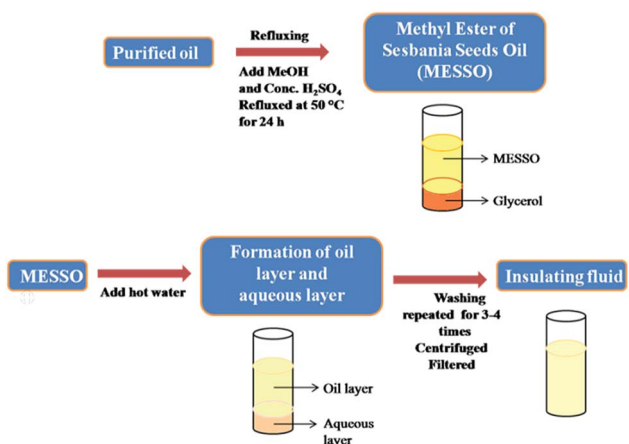 Purified oil
Refluxing
Add MeOH
and Conc. H₂SO₄
Refluxed at 50 °C
for 24 h
Methyl Ester of
Sesbania Seeds Oil
(MESSO)
MESSO
Glycerol
MESSO
Add hot water
Formation of oil
layer and
aqueous layer
Oil layer
Aqueous
layer
Washing
repeated for 3-4
times
Centrifuged
Filtered
Insulating fluid